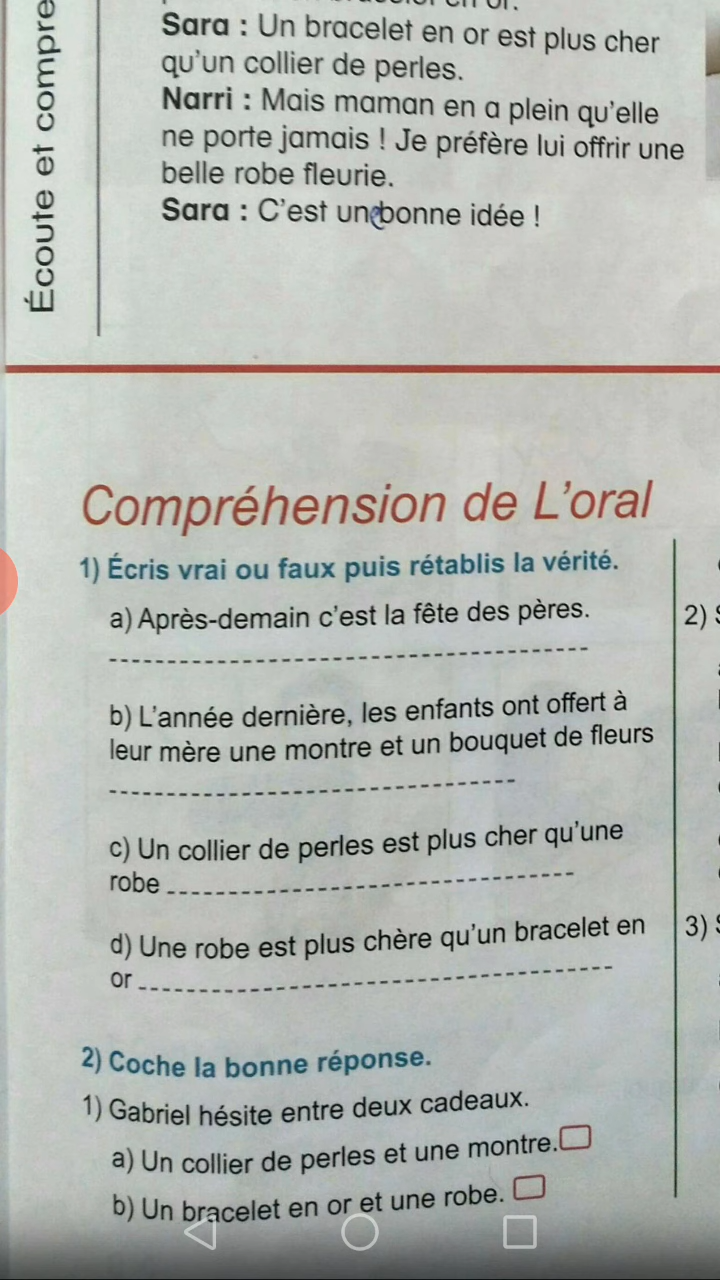 Sara : Un bracelet en or est plus cher
qu'un collier de perles.
Narri : Mais maman en a plein qu'elle
ne porte jamais ! Je préfère lui offrir une
belle robe fleurie.
Sara : C'est une bonne idée !
Écoute et compre
Compréhension de L'oral
1) Écris vrai ou faux puis rétablis la vérité.
a) Après-demain c'est la fête des pères.
b) L'année dernière, les enfants ont offert à
leur mère une montre et un bouquet de fleurs
c) Un collier de perles est plus cher qu'une
robe
d) Une robe est plus chère qu'un bracelet en
or
2) Coche la bonne réponse.
1) Gabriel hésite entre deux cadeaux.
a) Un collier de perles et une montre.
b) Un bracelet en or et une robe.
2)
3)